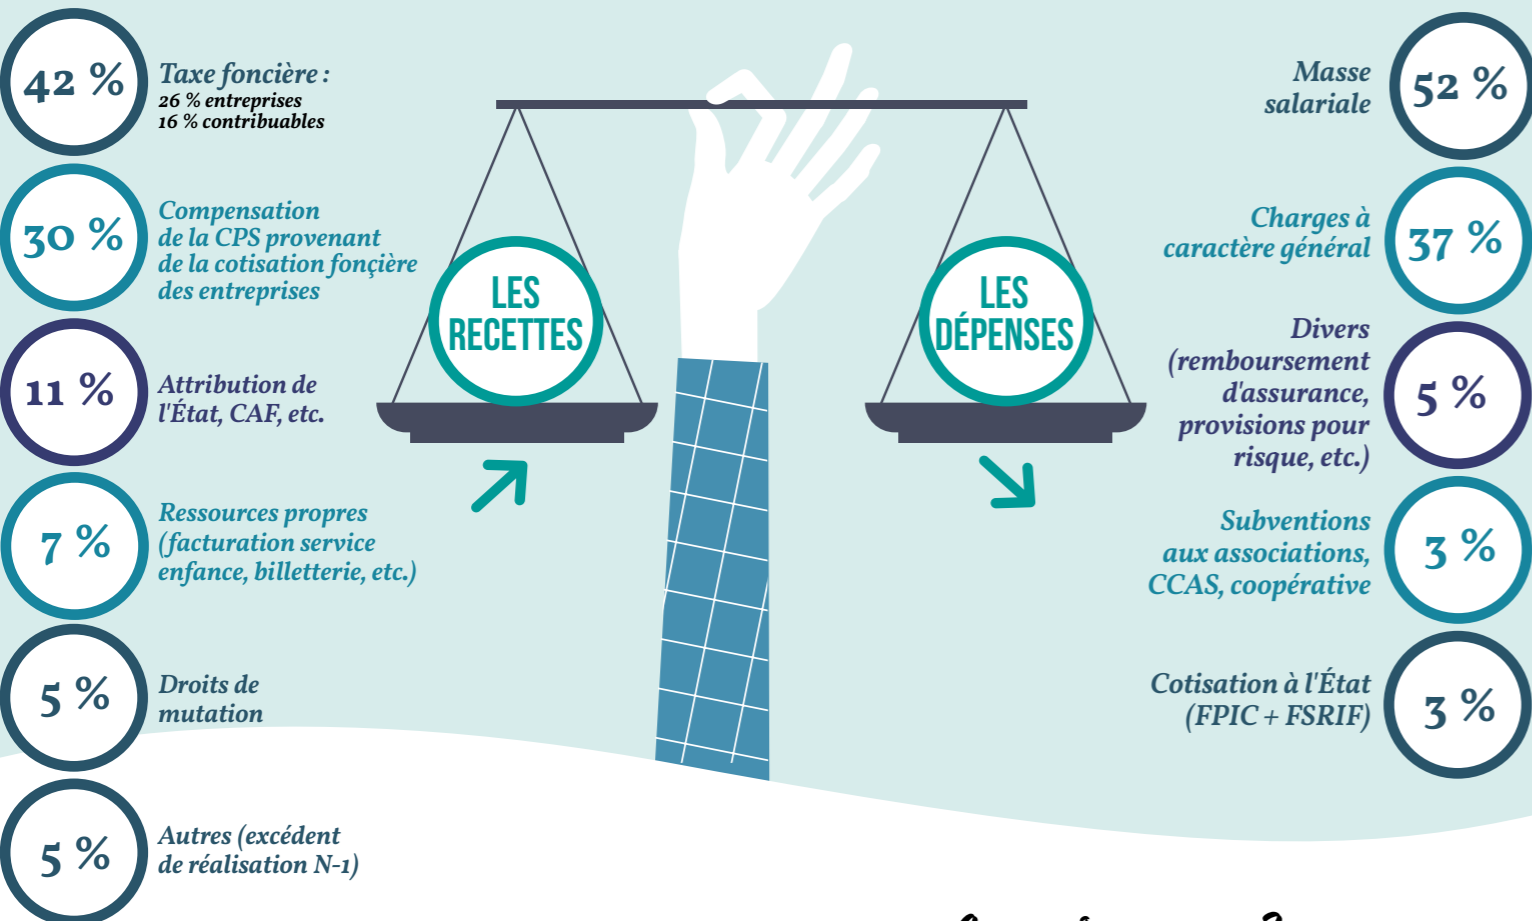 42 %
Taxe foncière :
26 % entreprises
16 % contribuables
30 %
Compensation
de la CPS provenant
de la cotisation fonçière
des entreprises
11 %
Attribution de
l'État, CAF, etc.
7 %
Ressources propres
(facturation service
enfance, billetterie, etc.)
5 %
Droits de
mutation
5 %
Autres (excédent
de réalisation N-1)
LES
RECETTES
LES
DÉPENSES
Masse
salariale
52 %
Charges à
caractère général
37 %
Divers
(remboursement
d'assurance,
provisions pour
risque, etc.)
5 %
Subventions
aux associations,
CCAS, coopérative
3 %
Cotisation à l'État
(FPIC + FSRIF)
3 %